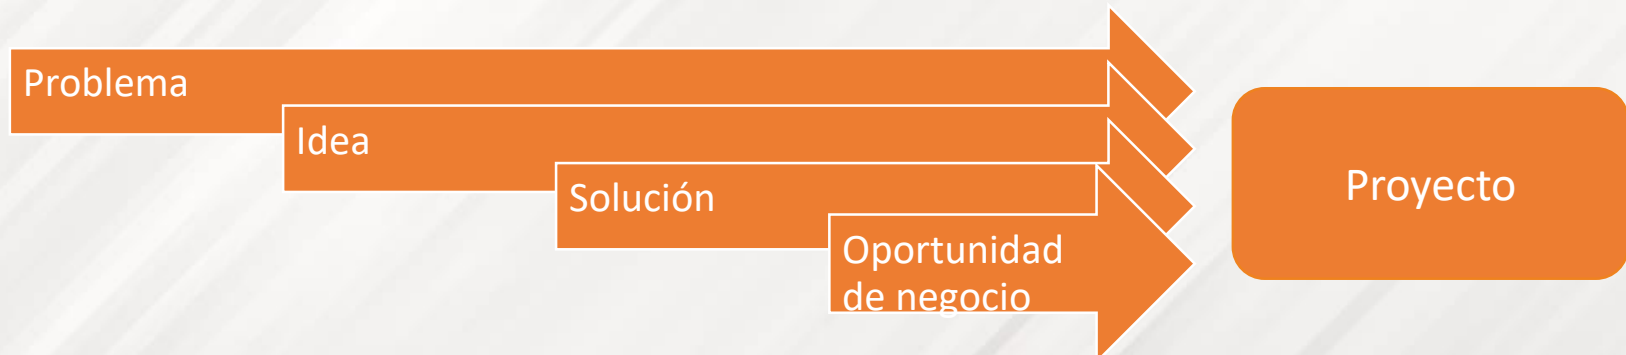 Problema
Idea
Solución
Oportunidad
de negocio
Proyecto